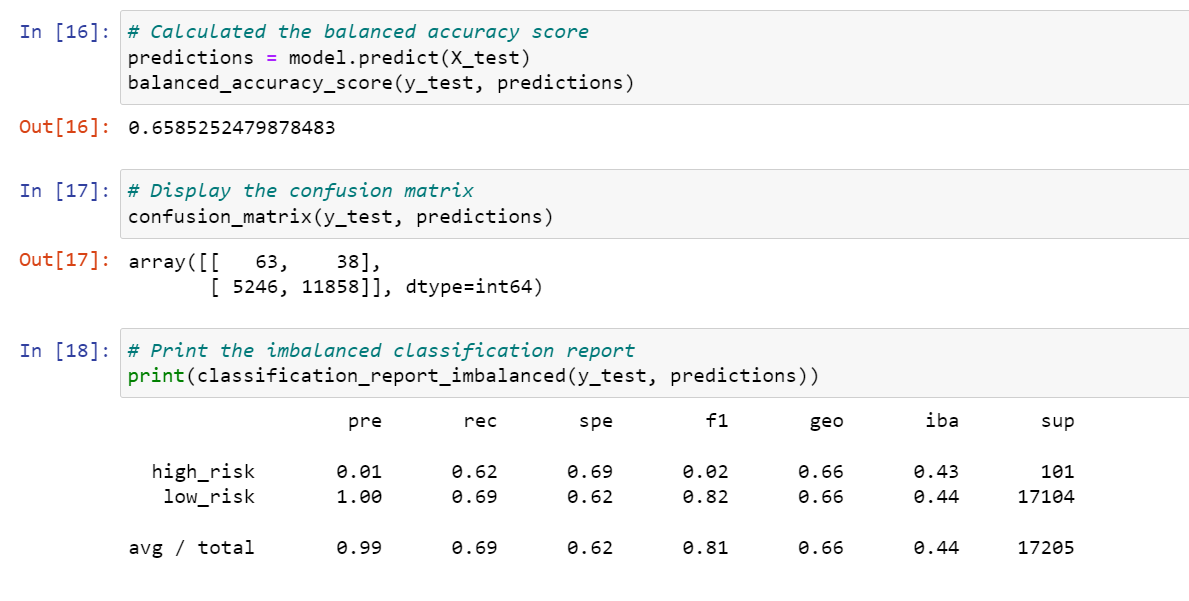 In [16]: # Calculated the balanced accuracy score
predictions = model.predict(X_test)
balanced_accuracy_score(y_test, predictions)
Out[16]: 0.6585252479878483
In [17]: # Display the confusion matrix
confusion_matrix(y_test, predictions)
Out[17]: array([[   63,    38],
       [ 5246, 11858]], dtype=int64)
In [18]: # Print the imbalanced classification report
print(classification_report_imbalanced(y_test, predictions))
pre rec spe f1 geo iba sup
high_risk 0.01 0.62 0.69 0.02 0.66 0.43 101
low_risk 1.00 0.69 0.62 0.82 0.66 0.44 17104
avg / total 0.99 0.69 0.62 0.81 0.66 0.44 17205